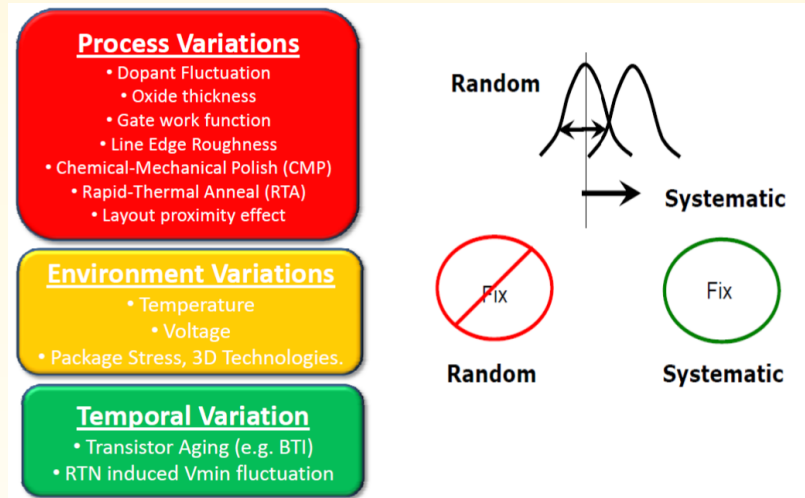 Process Variations
• Dopant Fluctuation
• Oxide thickness
• Gate work function
• Line Edge Roughness
• Chemical-Mechanical Polish (CMP)
• Rapid-Thermal Anneal (RTA)
• Layout proximity effect
Environment Variations
• Temperature
• Voltage
• Package Stress, 3D Technologies.
Temporal Variation
• Transistor Aging (e.g. BTI)
• RTN induced Vmin fluctuation
Random
Systematic
Fix
Fix
Random
Systematic